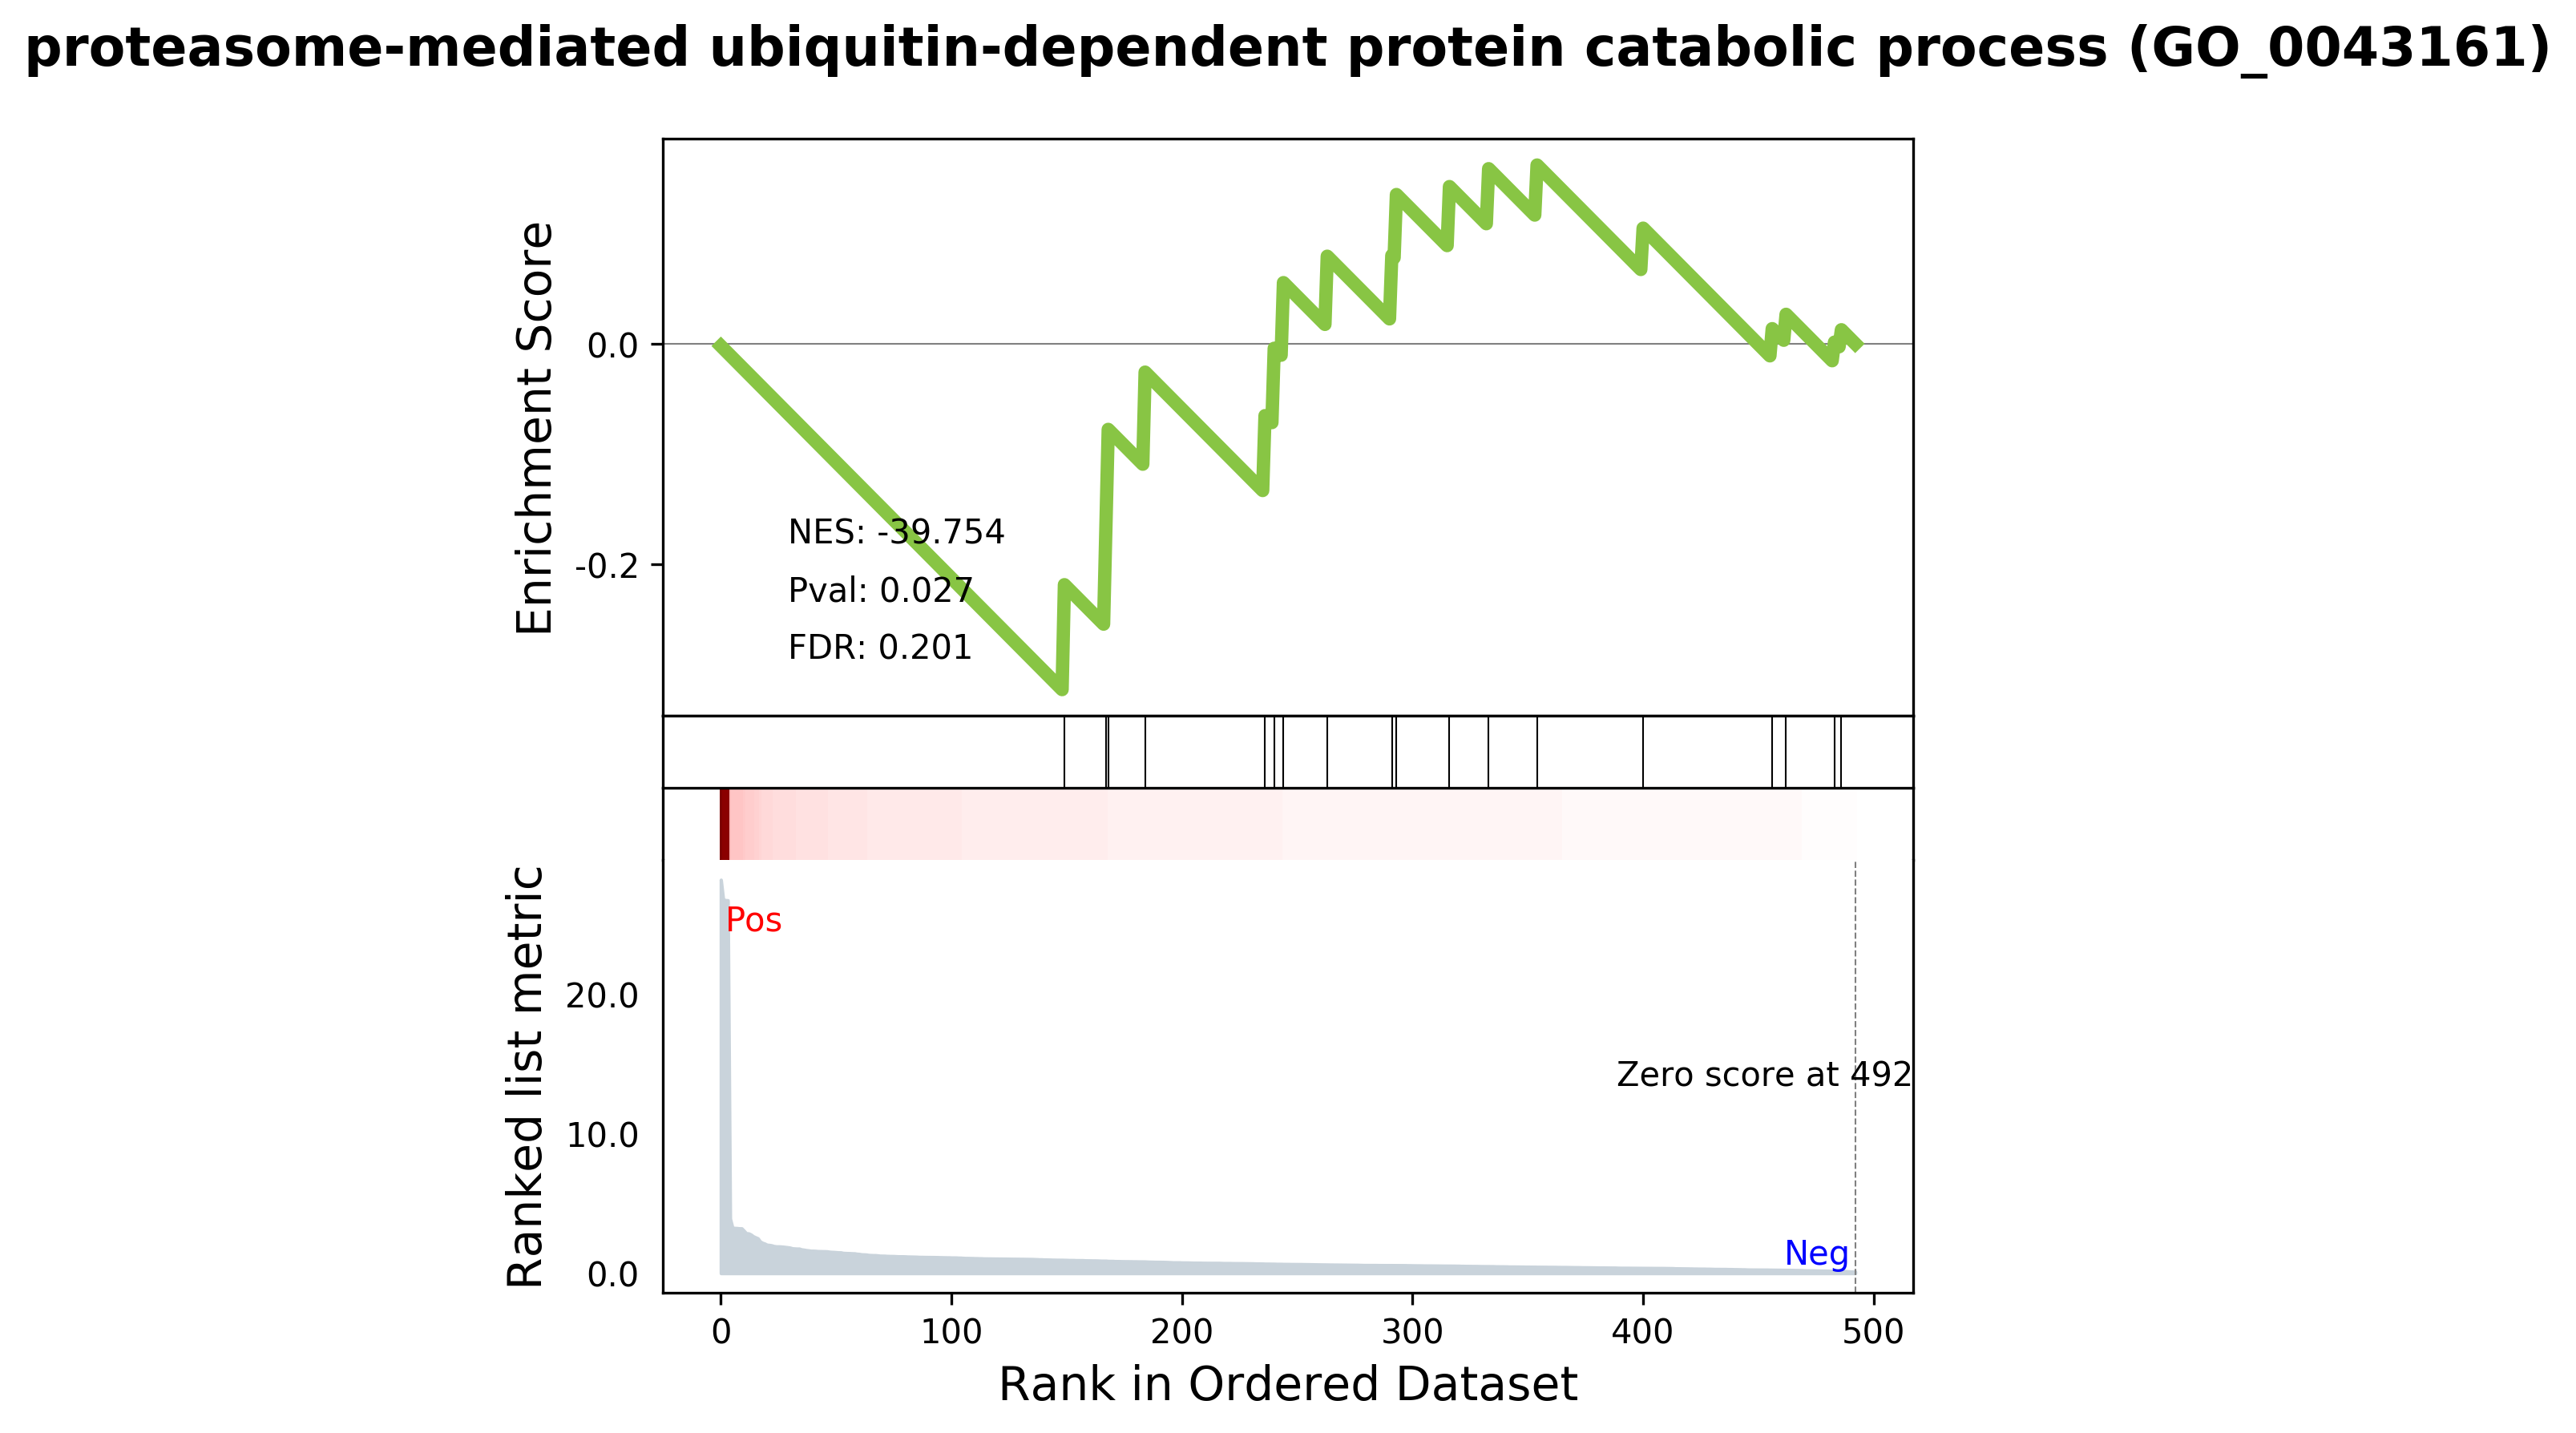 proteasome-mediated ubiquitin-dependent protein catabolic process (GO_0043161)
Enrichment Score
0.0
-0.2
NES: -39.754
Pval: 0.027
FDR: 0.201
Ranked list metric
Pos
20.0
Zero score at 492
10.0
Neg
0.0
0 100 200 300 400 500
Rank in Ordered Dataset